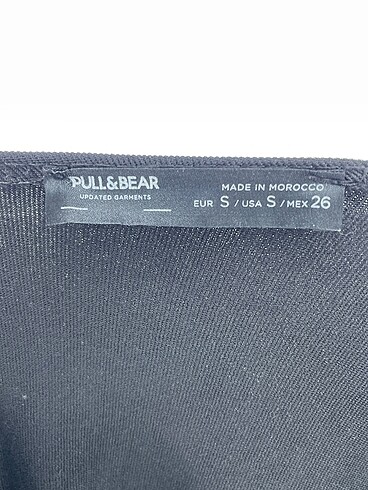 PULL&BEAR
UPDATED GARMENTS
MADE IN MOROCCO
EUR S / USA S / MEX 26